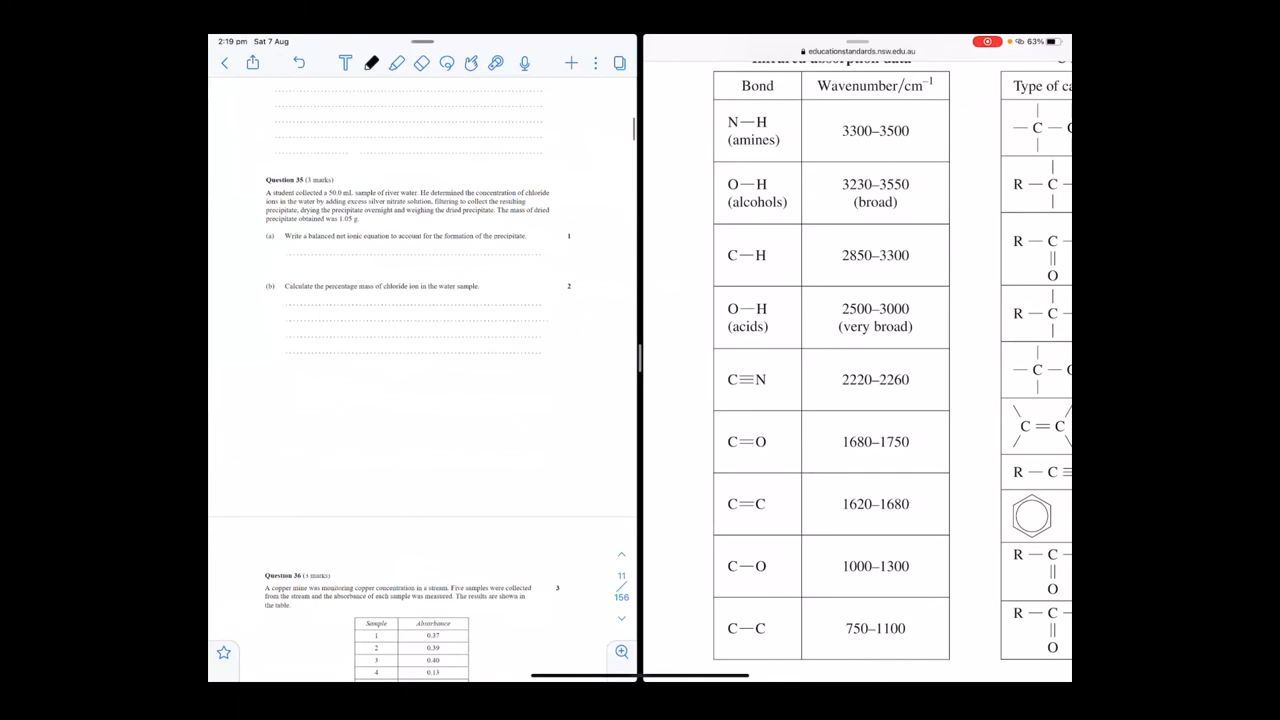 2:19 pm Sat 7 Aug
63%
educationstandards.nsw.edu.au
Question 35 (3 marks)
A student collected a 50.0 mL sample of river water. He determined the concentration of chloride
ions in the water by adding excess silver nitrate solution, filtering to collect the resulting
precipitate, drying the precipitate overnight and weighing the dried precipitate. The mass of dried
precipitate obtained was 1.05 g.
(a) Write a balanced net ionic equation to account for the formation of the precipitate. 1
(b) Calculate the percentage mass of chloride ion in the water sample. 2
11
156
Question 36 (3 marks)
A copper mine was monitoring copper concentration in a stream. Five samples were collected 3
from the stream and the absorbance of each sample was measured. The results are shown in
the table.
Sample Absorbance
1 0.37
2 0.39
3 0.40
4 0.13
Infrared absorption data
Bond Wavenumber/cm⁻¹
N—H 3300–3500
(amines)
O—H 3230–3550
(alcohols) (broad)
C—H 2850–3300
O—H 2500–3000
(acids) (very broad)
C≡N 2220–2260
C=O 1680–1750
C=C 1620–1680
C—O 1000–1300
C—C 750–1100
Type of ca
— C — C
R — C —
R — C —
O
R — C —
— C — C
C = C
R — C ≡
R — C —
O
R — C —
O